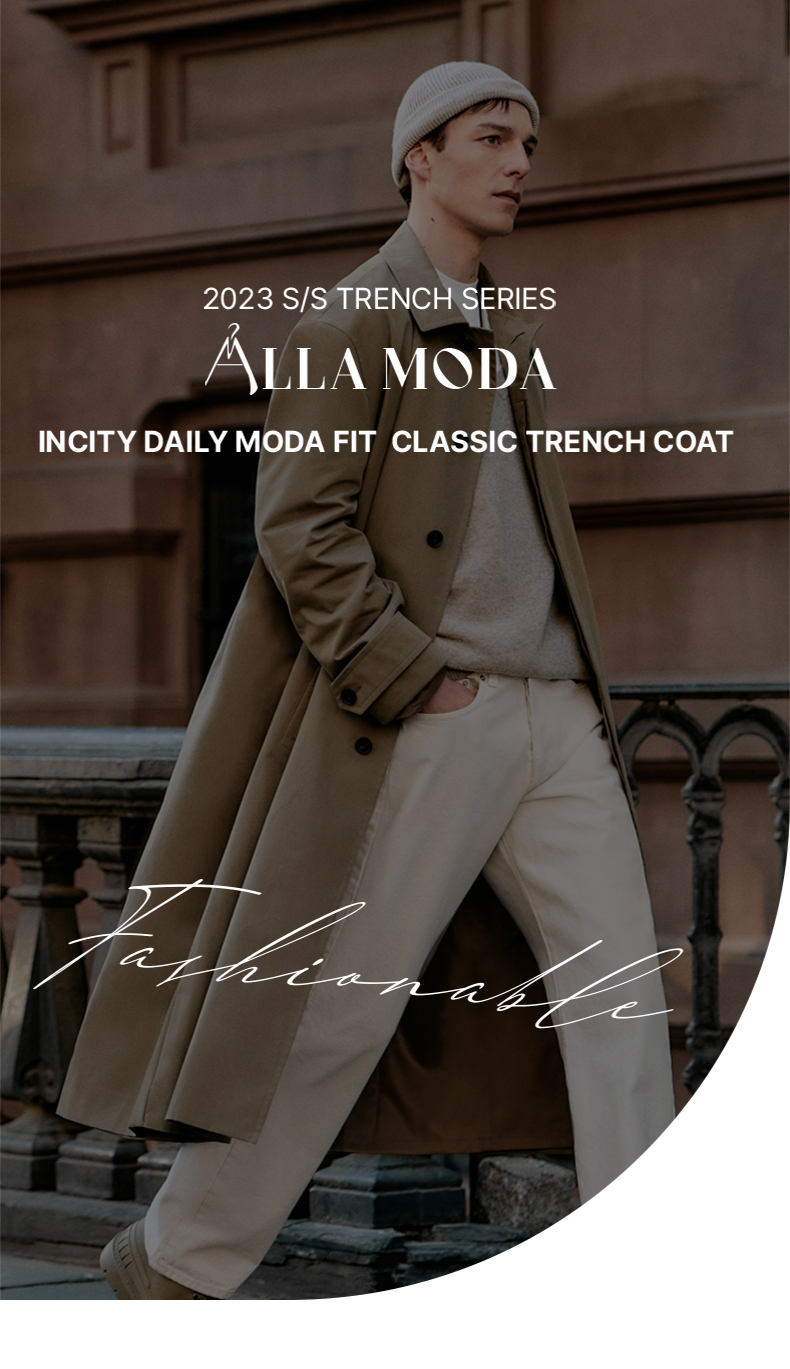 2023 S/S TRENCH SERIES
ALLA MODA
INCITY DAILY MODA FIT CLASSIC TRENCH COAT
Fashionable